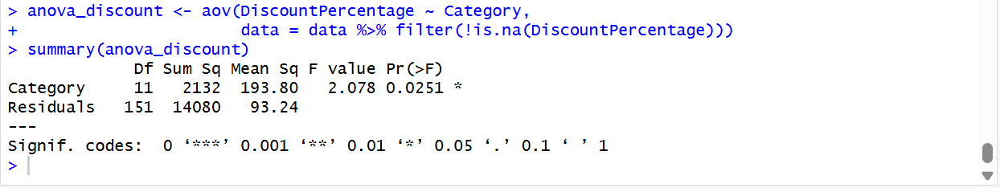 > anova_discount <- aov(DiscountPercentage ~ Category,
+                       data = data %>% filter(!is.na(DiscountPercentage)))
> summary(anova_discount)
             Df Sum Sq Mean Sq F value Pr(>F)
Category     11   2132  193.80   2.078 0.0251 *
Residuals   151  14080   93.24
---
Signif. codes:  0 ‘***’ 0.001 ‘**’ 0.01 ‘*’ 0.05 ‘.’ 0.1 ‘ ’ 1
>